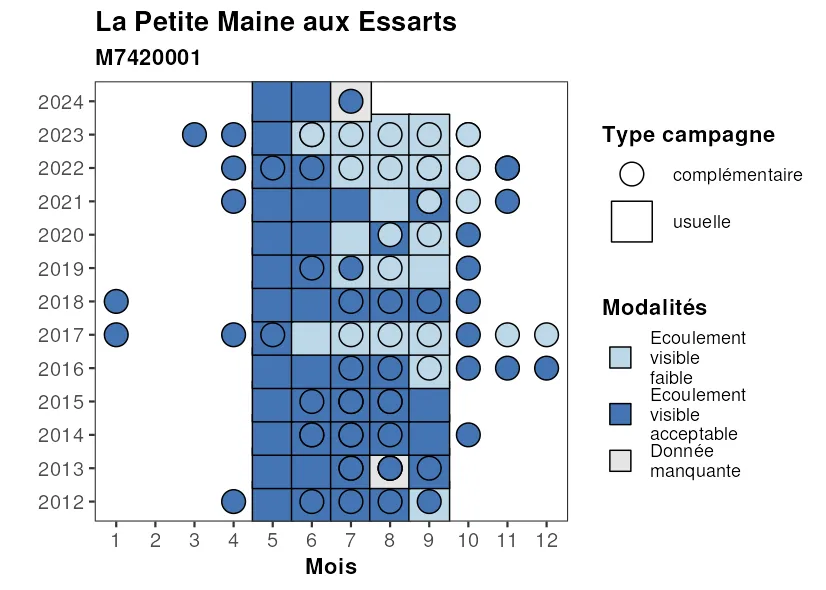 La Petite Maine aux Essarts
M7420001
2024
2023
2022
2021
2020
2019
2018
2017
2016
2015
2014
2013
2012
1 2 3 4 5 6 7 8 9 10 11 12
Mois
Type campagne
complémentaire
usuelle
Modalités
Ecoulement
visible
faible
Ecoulement
visible
acceptable
Donnée
manquante